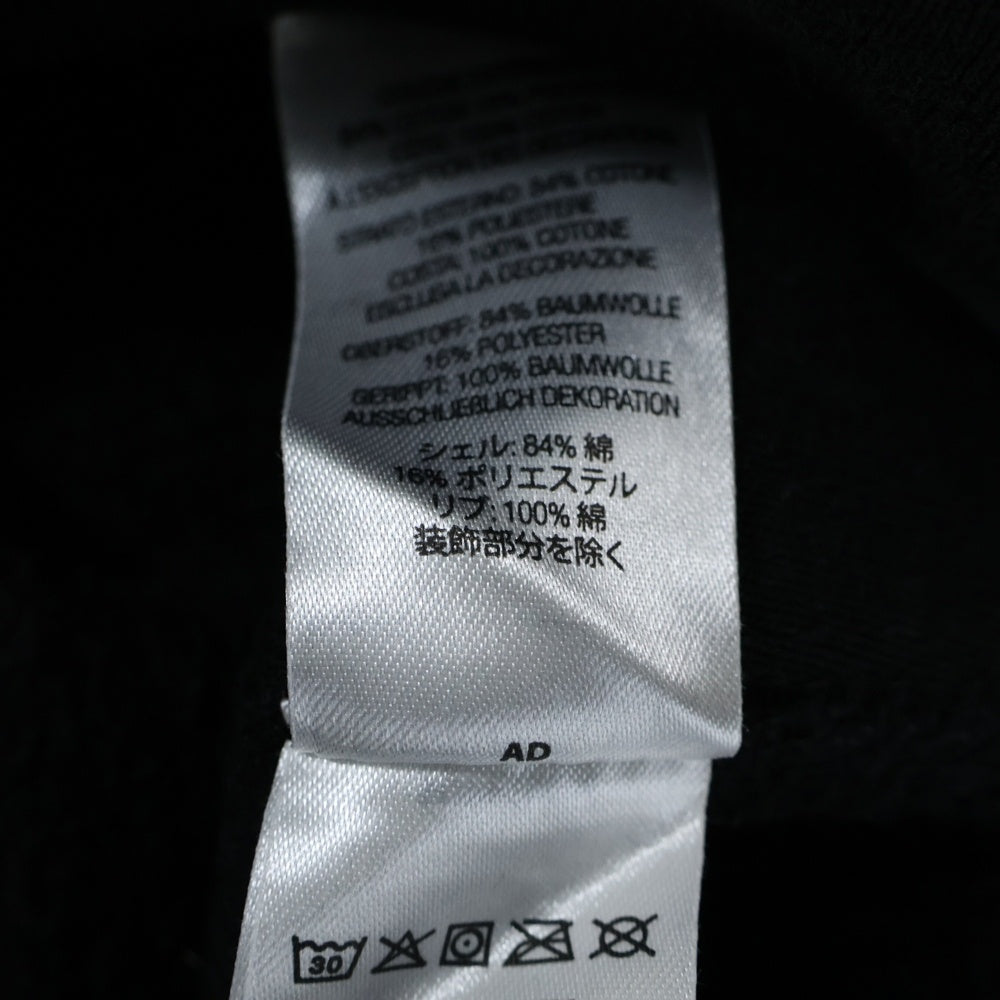 À L'EXCEPTION DES DÉCORATIONS
STRATO ESTERNO: 84% COTONE
16% POLIESTERE
COSTA: 100% COTONE
ESCLUSA LA DECORAZIONE
OBERSTOFF: 84% BAUMWOLLE
16% POLYESTER
GERIPPT: 100% BAUMWOLLE
AUSSCHLIEßLICH DEKORATION
シェル: 84% 綿
16% ポリエステル
リブ: 100% 綿
装飾部分を除く
AD
30